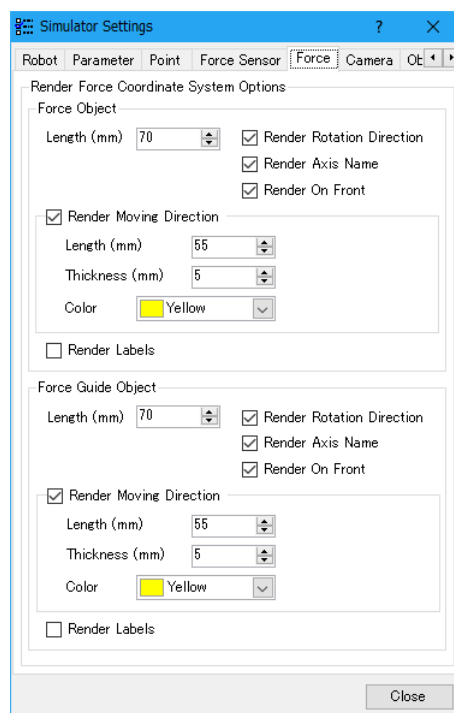 Simulator Settings ?
Robot Parameter Point Force Sensor Force Camera
Render Force Coordinate System Options
Force Object
Length (mm) 70 Render Rotation Direction
Render Axis Name
Render On Front
Render Moving Direction
Length (mm) 55
Thickness (mm) 5
Color Yellow
Render Labels
Force Guide Object
Length (mm) 70 Render Rotation Direction
Render Axis Name
Render On Front
Render Moving Direction
Length (mm) 55
Thickness (mm) 5
Color Yellow
Render Labels
Close